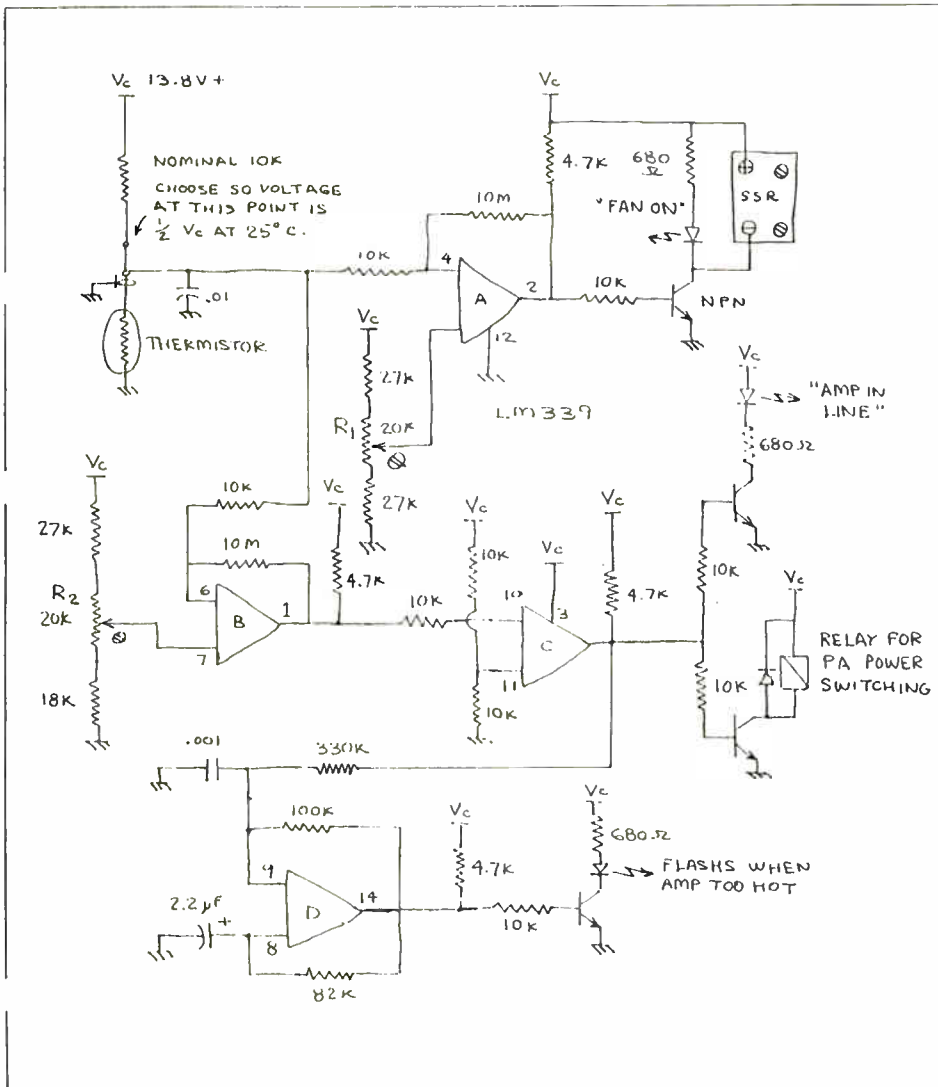 Vc 13.8V+
NOMINAL 10K
CHOOSE SO VOLTAGE
AT THIS POINT IS
½ Vc AT 25°C.
.01
THERMISTOR
10K
10M
Vc
4.7K
680
Ω
"FAN ON"
SSR
4
A
2
12
10K
NPN
LM339
Vc
27K
R1 20K
27K
Vc
"AMP IN
LINE"
680Ω
Vc
27K
R2
20K
18K
10K
10M
6
7
B
1
Vc
4.7K
10K
10K
10K
10
11
C
Vc
3
Vc
4.7K
10K
10K
Vc
RELAY FOR
PA POWER
SWITCHING
.001
330K
100K
9
8
D
14
2.2µF
+
82K
Vc
4.7K
10K
Vc
680Ω
FLASHS WHEN
AMP TOO HOT